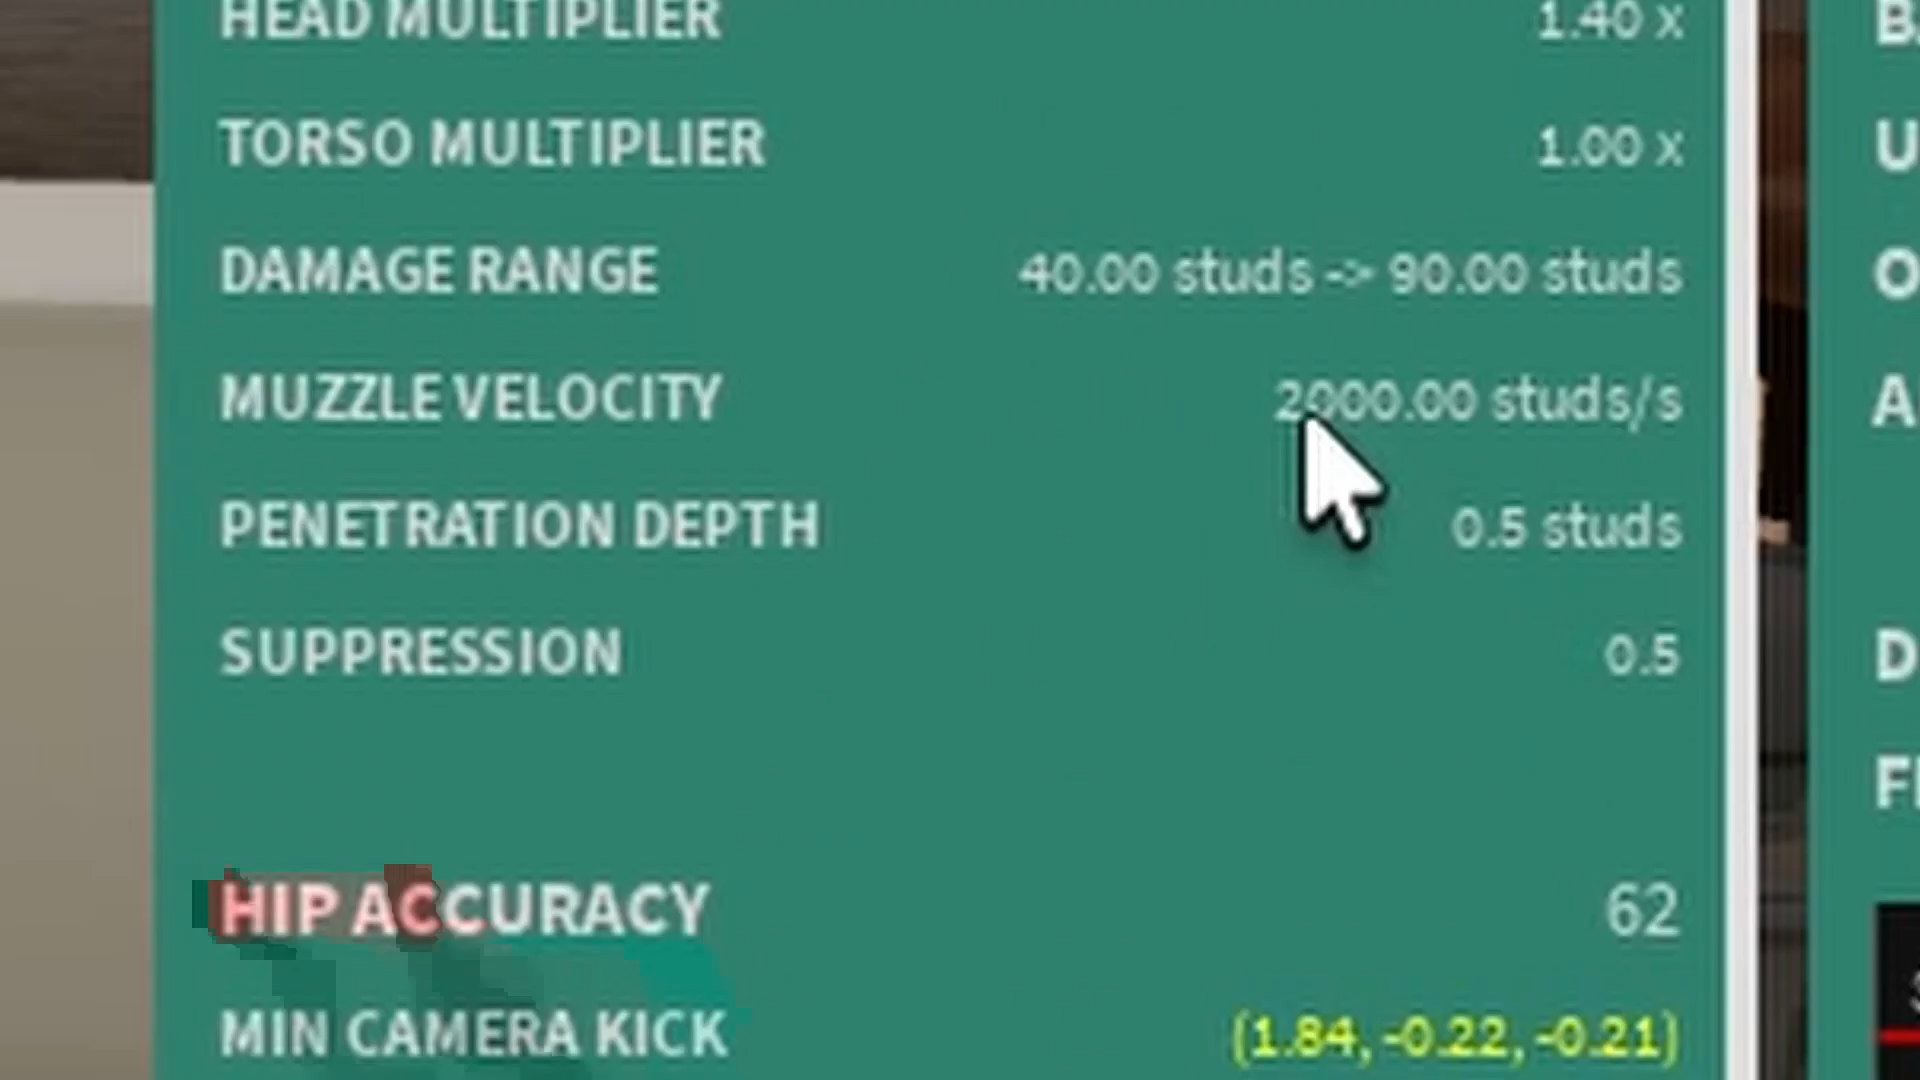 HEAD MULTIPLIER 1.40 x
TORSO MULTIPLIER 1.00 x
DAMAGE RANGE 40.00 studs -> 90.00 studs
MUZZLE VELOCITY 2000.00 studs/s
PENETRATION DEPTH 0.5 studs
SUPPRESSION 0.5
HIP ACCURACY 62
MIN CAMERA KICK (1.84, -0.22, -0.21)
U
O
A
D